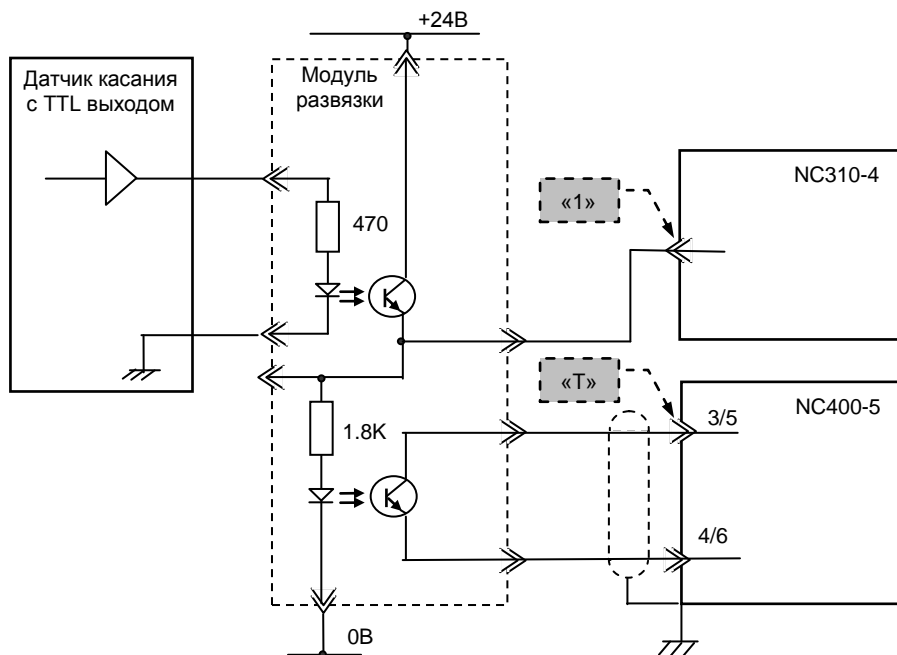 +24В
Датчик касания
с TTL выходом
Модуль
развязки
NC310-4
«1»
470
«Т»
NC400-5
3/5
1.8K
4/6
0В